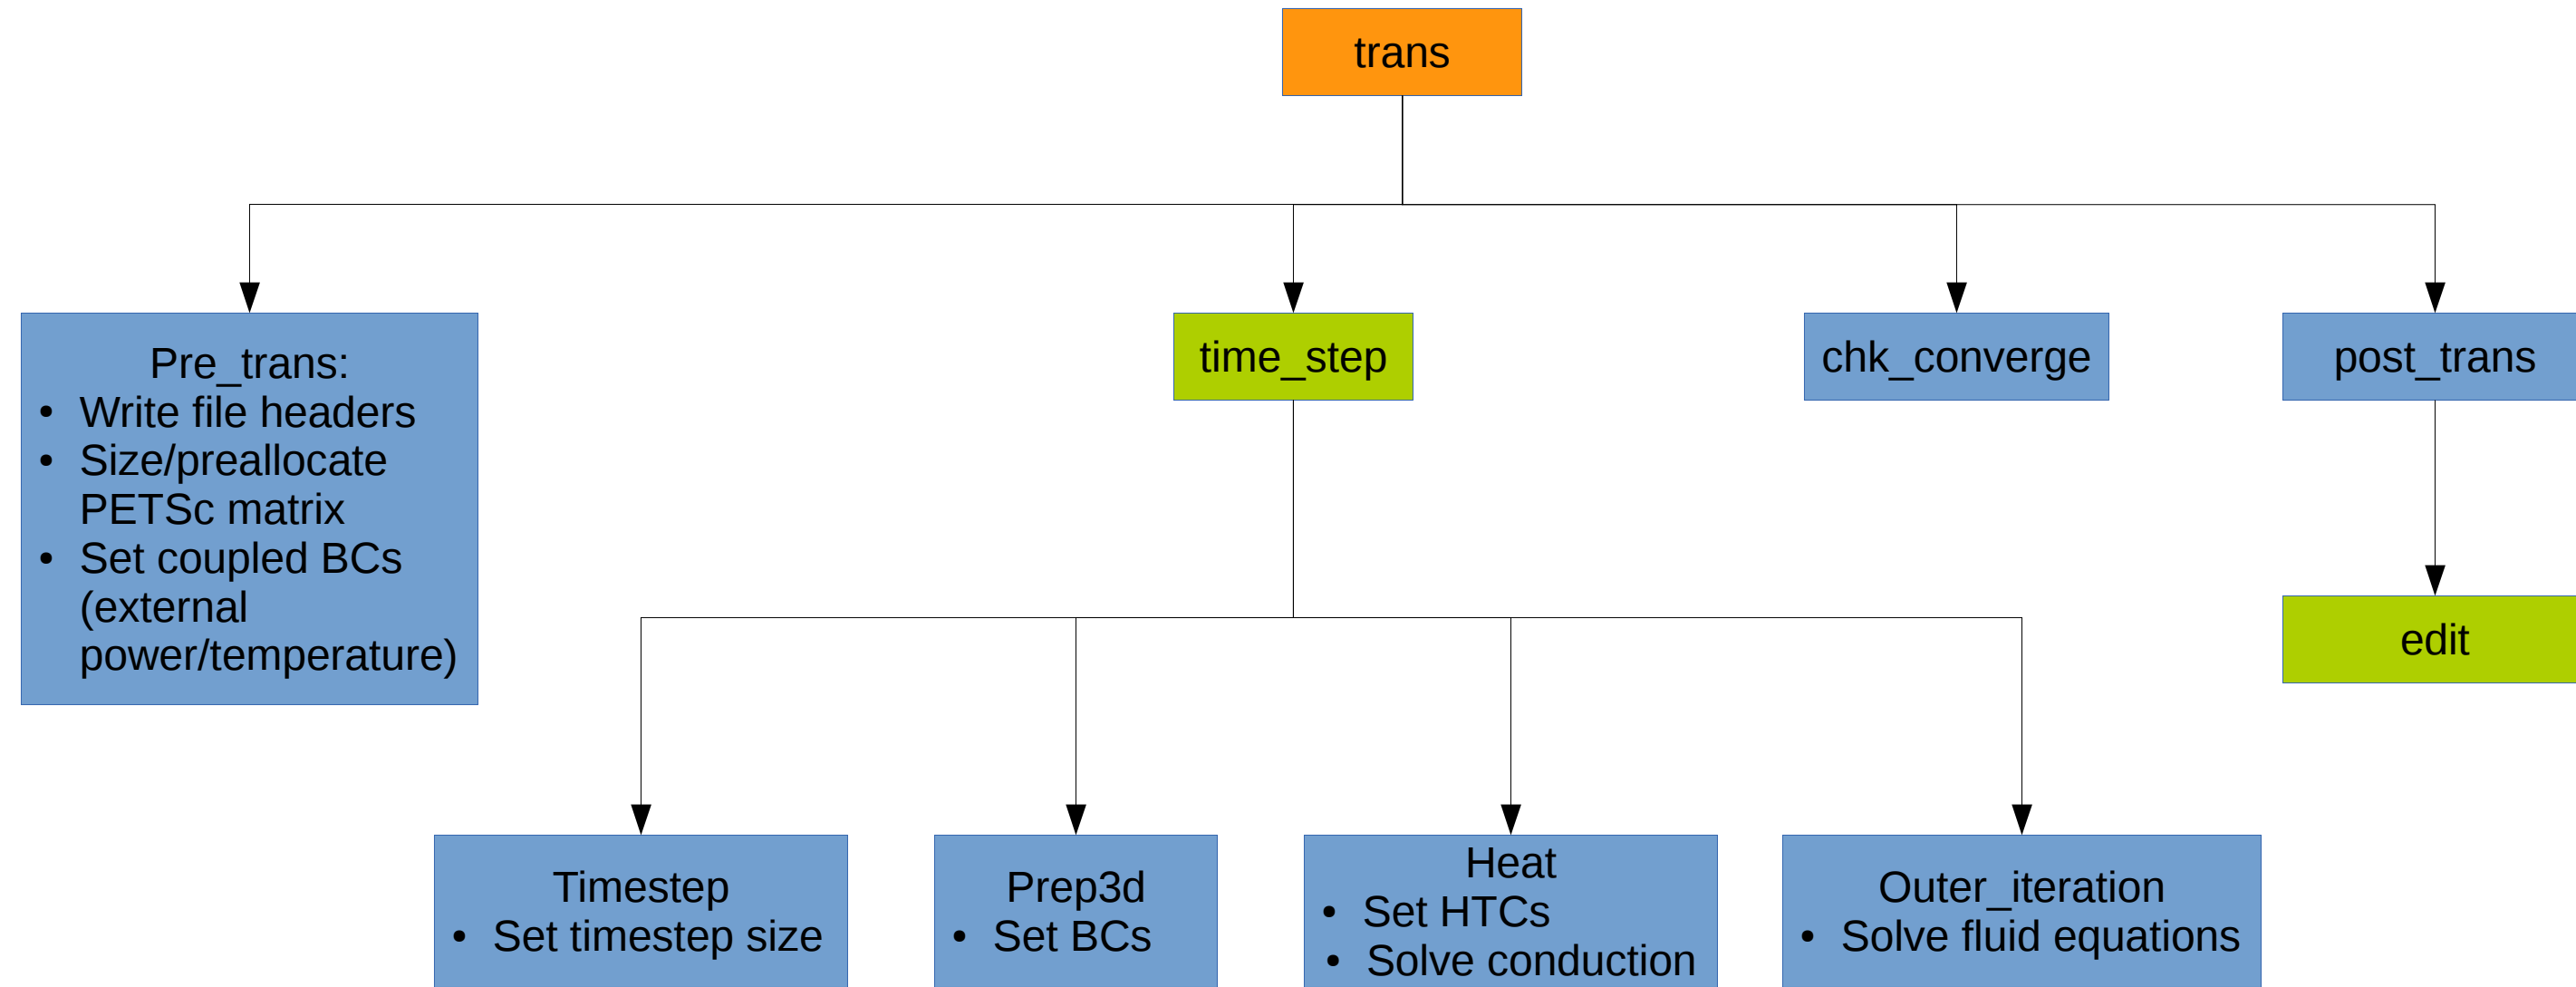 trans
Pre_trans:
• Write file headers
• Size/preallocate
PETSc matrix
• Set coupled BCs
(external
power/temperature)
time_step
chk_converge
post_trans
edit
Timestep
• Set timestep size
Prep3d
• Set BCs
Heat
• Set HTCs
• Solve conduction
Outer_iteration
• Solve fluid equations